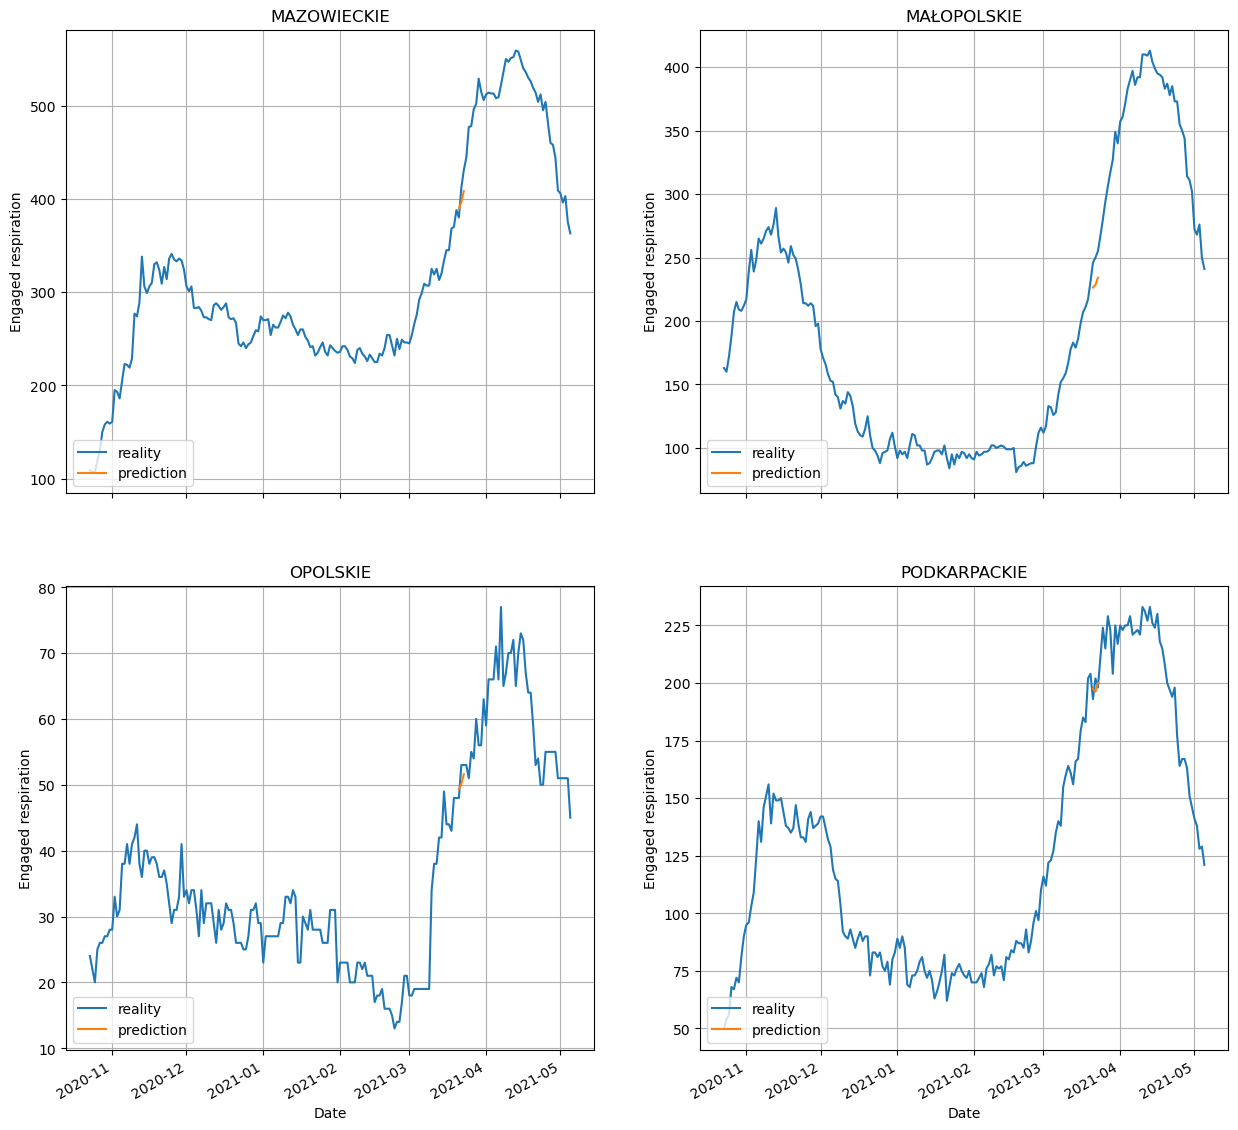 MAZOWIECKIE
Engaged respiration
500
400
300
200
100
reality
prediction
MAŁOPOLSKIE
Engaged respiration
400
350
300
250
200
150
100
reality
prediction
OPOLSKIE
Engaged respiration
80
70
60
50
40
30
20
10
reality
prediction
2020-11
2020-12
2021-01
2021-02
2021-03
2021-04
2021-05
Date
PODKARPACKIE
Engaged respiration
225
200
175
150
125
100
75
50
reality
prediction
2020-11
2020-12
2021-01
2021-02
2021-03
2021-04
2021-05
Date